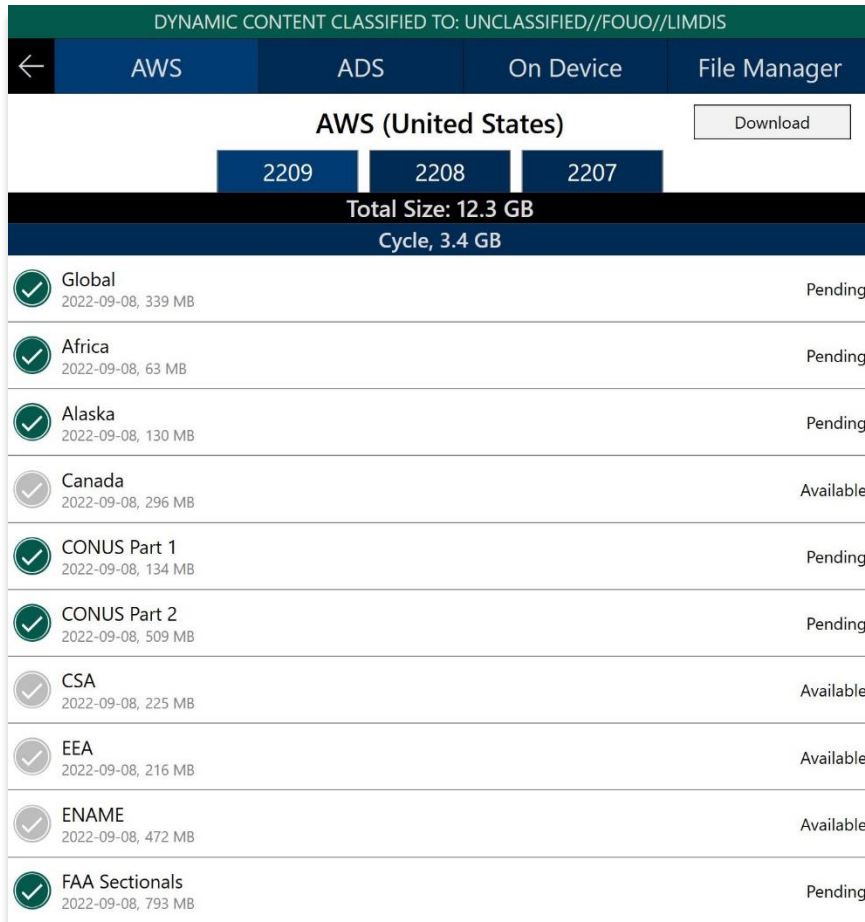 DYNAMIC CONTENT CLASSIFIED TO: UNCLASSIFIED//FOUO//LIMDIS
AWS ADS On Device File Manager
AWS (United States) Download
2209 2208 2207
Total Size: 12.3 GB
Cycle, 3.4 GB
Global
2022-09-08, 339 MB
Pending
Africa
2022-09-08, 63 MB
Pending
Alaska
2022-09-08, 130 MB
Pending
Canada
2022-09-08, 296 MB
Available
CONUS Part 1
2022-09-08, 134 MB
Pending
CONUS Part 2
2022-09-08, 509 MB
Pending
CSA
2022-09-08, 225 MB
Available
EEA
2022-09-08, 216 MB
Available
ENAME
2022-09-08, 472 MB
Available
FAA Sectionals
2022-09-08, 793 MB
Pending